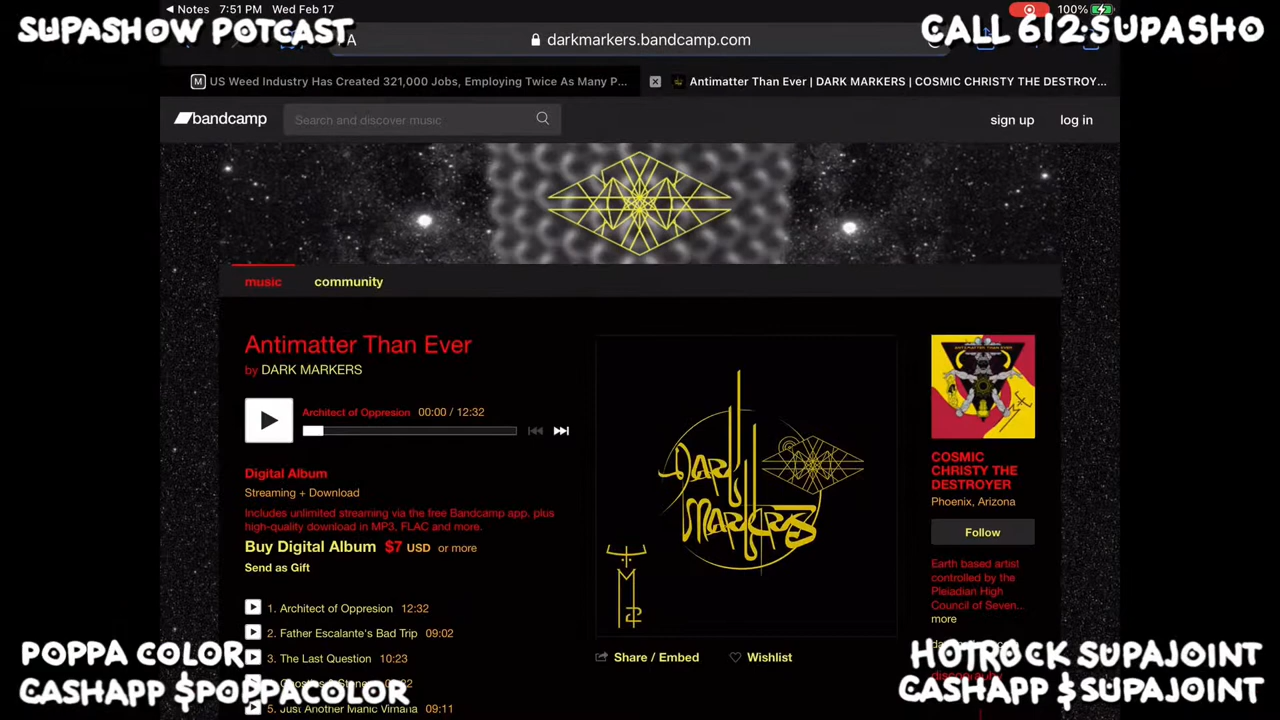 Notes 7:51 PM Wed Feb 17 100%
SUPASHOW POTCAST
CALL 612·SUPASHO
A darkmarkers.bandcamp.com
US Weed Industry Has Created 321,000 Jobs, Employing Twice As Many P...
Antimatter Than Ever | DARK MARKERS | COSMIC CHRISTY THE DESTROY...
bandcamp
Search and discover music
sign up log in
music community
Antimatter Than Ever
by DARK MARKERS
Architect of Oppresion 00:00 / 12:32
Digital Album
Streaming + Download
Includes unlimited streaming via the free Bandcamp app, plus
high-quality download in MP3, FLAC and more.
Buy Digital Album $7 USD or more
Send as Gift
1. Architect of Oppresion 12:32
2. Father Escalante's Bad Trip 09:02
3. The Last Question 10:23
5. Just Another Manic Vimana 09:11
DARK
MARKERS
Share / Embed Wishlist
ANTIMATTER THAN EVER
COSMIC
CHRISTY THE
DESTROYER
Phoenix, Arizona
Follow
Earth based artist
controlled by the
Pleiadian High
Council of Seven...
more
POPPA COLOR
CASHAPP $POPPACOLOR
HOTROCK SUPAJOINT
CASHAPP $SUPAJOINT